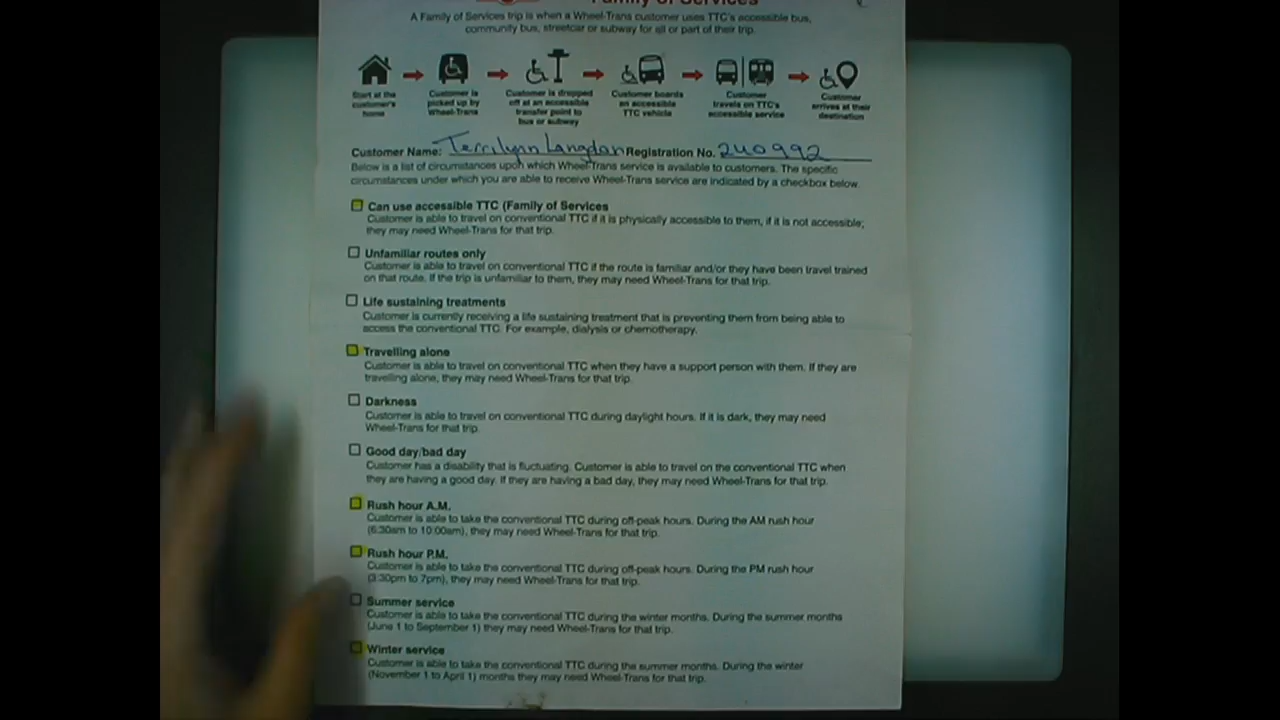 Family of Services
A Family of Services trip is when a Wheel-Trans customer uses TTC's accessible bus,
community bus, streetcar or subway for all or part of their trip.
Start at the
customer's
home
Customer is
picked up by
Wheel-Trans
Customer is dropped
off at an accessible
transfer point to
bus or subway
Customer boards
an accessible
TTC vehicle
Customer
travels on TTC's
accessible service
Customer
arrives at their
destination
Customer Name: Terrilynn Langdon Registration No. 240992
Below is a list of circumstances upon which Wheel-Trans service is available to customers. The specific
circumstances under which you are able to receive Wheel-Trans service are indicated by a checkbox below.
Can use accessible TTC (Family of Services
Customer is able to travel on conventional TTC if it is physically accessible to them, if it is not accessible;
they may need Wheel-Trans for that trip.
Unfamiliar routes only
Customer is able to travel on conventional TTC if the route is familiar and/or they have been travel trained
on that route. If the trip is unfamiliar to them, they may need Wheel-Trans for that trip.
Life sustaining treatments
Customer is currently receiving a life sustaining treatment that is preventing them from being able to
access the conventional TTC. For example, dialysis or chemotherapy.
Travelling alone
Customer is able to travel on conventional TTC when they have a support person with them. If they are
travelling alone, they may need Wheel-Trans for that trip.
Darkness
Customer is able to travel on conventional TTC during daylight hours. If it is dark, they may need
Wheel-Trans for that trip.
Good day/bad day
Customer has a disability that is fluctuating. Customer is able to travel on the conventional TTC when
they are having a good day. If they are having a bad day, they may need Wheel-Trans for that trip.
Rush hour A.M.
Customer is able to take the conventional TTC during off-peak hours. During the AM rush hour
(6:30am to 10:00am), they may need Wheel-Trans for that trip.
Rush hour P.M.
Customer is able to take the conventional TTC during off-peak hours. During the PM rush hour
(3:30pm to 7pm), they may need Wheel-Trans for that trip.
Summer service
Customer is able to take the conventional TTC during the winter months. During the summer months
(June 1 to September 1) they may need Wheel-Trans for that trip.
Winter service
Customer is able to take the conventional TTC during the summer months. During the winter
(November 1 to April 1) months they may need Wheel-Trans for that trip.